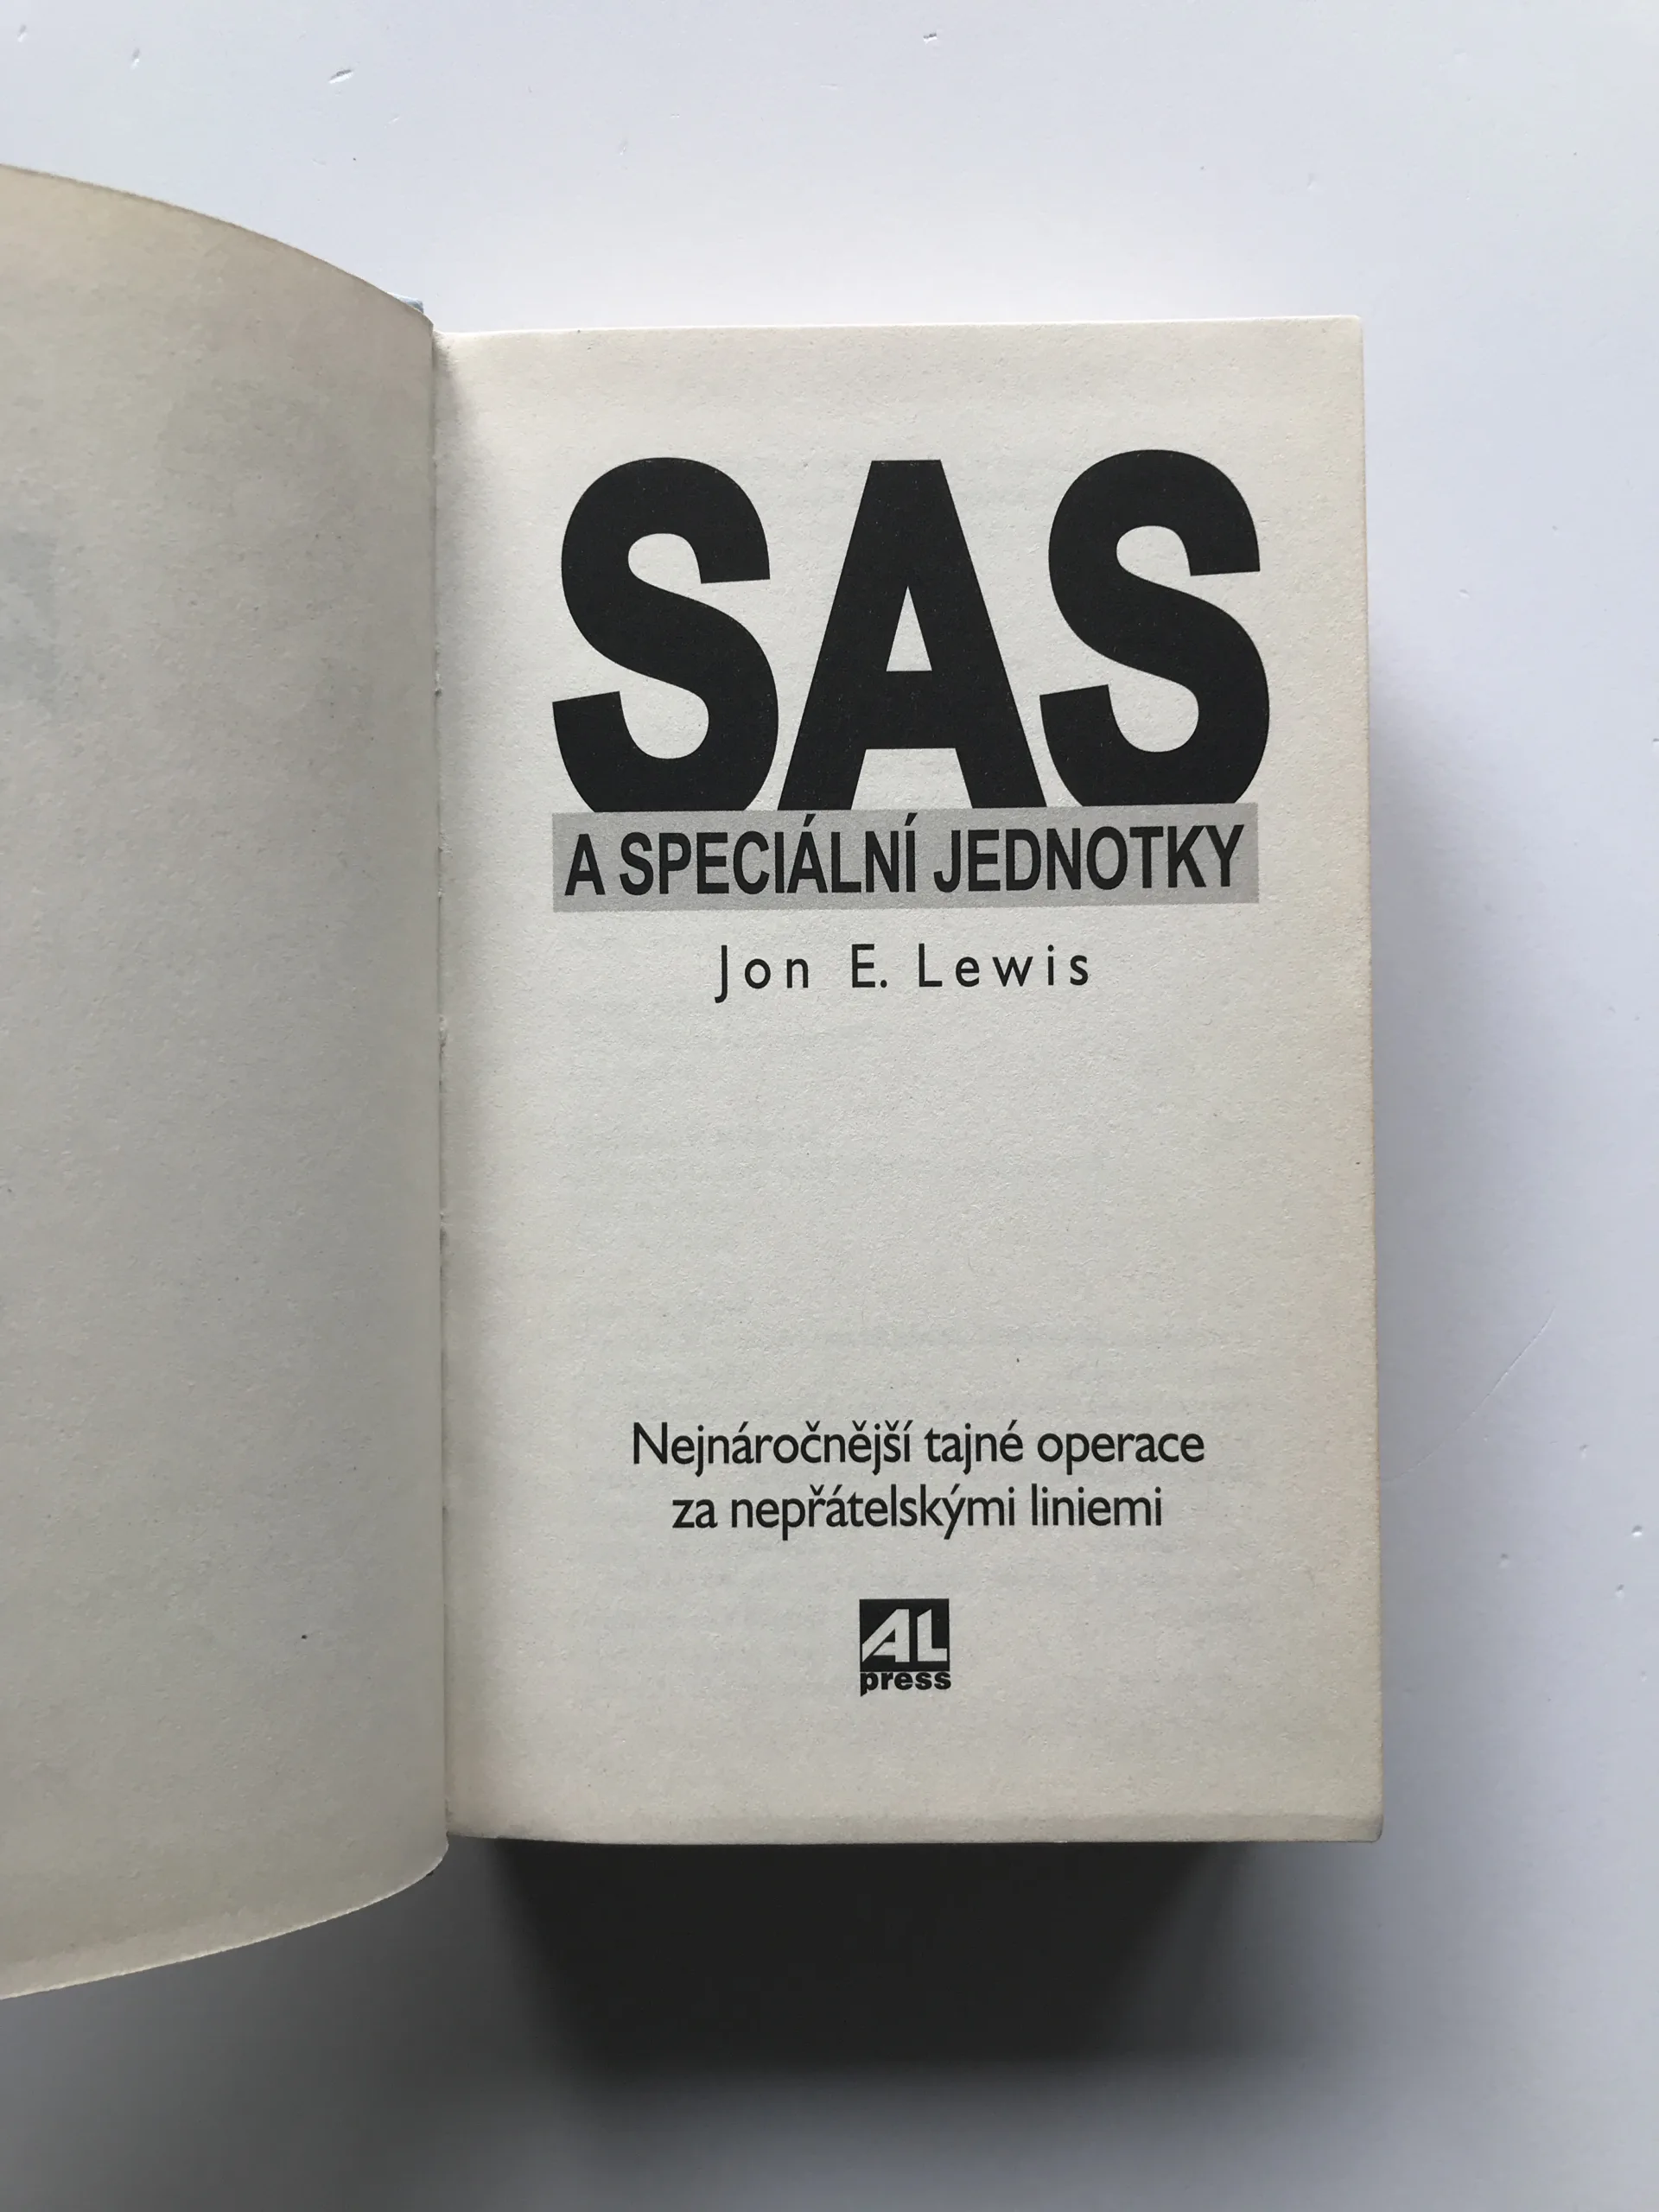 SAS
A SPECIÁLNÍ JEDNOTKY
Jon E. Lewis
Nejnáročnější tajné operace
za nepřátelskými liniemi
AL
press